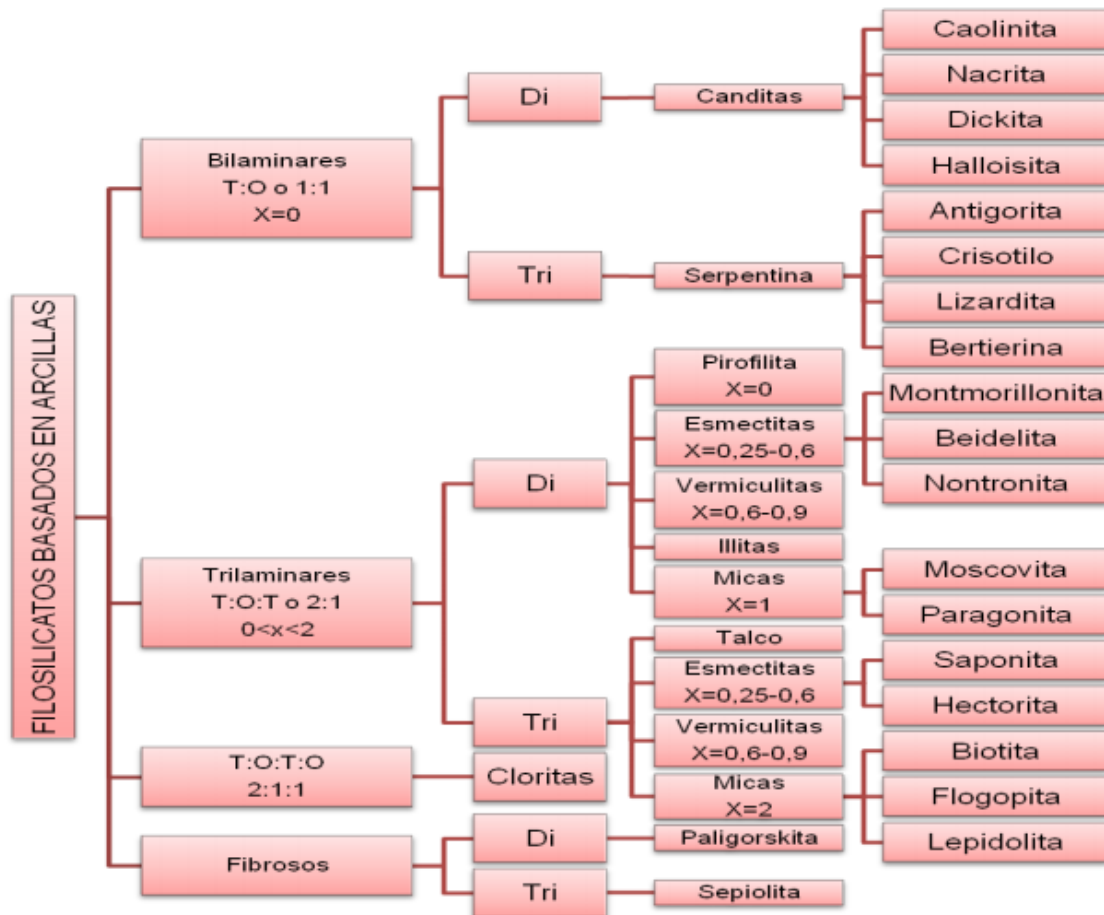 FILOSILICATOS BASADOS EN ARCILLAS
Bilaminares
T:O o 1:1
X=0
Di
Canditas
Caolinita
Nacrita
Dickita
Halloisita
Tri
Serpentina
Antigorita
Crisotilo
Lizardita
Bertierina
Trilaminares
T:O:T o 2:1
0<x<2
Di
Pirofilita
X=0
Esmectitas
X=0,25-0,6
Montmorillonita
Beidelita
Nontronita
Vermiculitas
X=0,6-0,9
Illitas
Micas
X=1
Moscovita
Paragonita
Tri
Talco
Esmectitas
X=0,25-0,6
Saponita
Hectorita
Vermiculitas
X=0,6-0,9
Micas
X=2
Biotita
Flogopita
Lepidolita
T:O:T:O
2:1:1
Cloritas
Fibrosos
Di
Paligorskita
Tri
Sepiolita